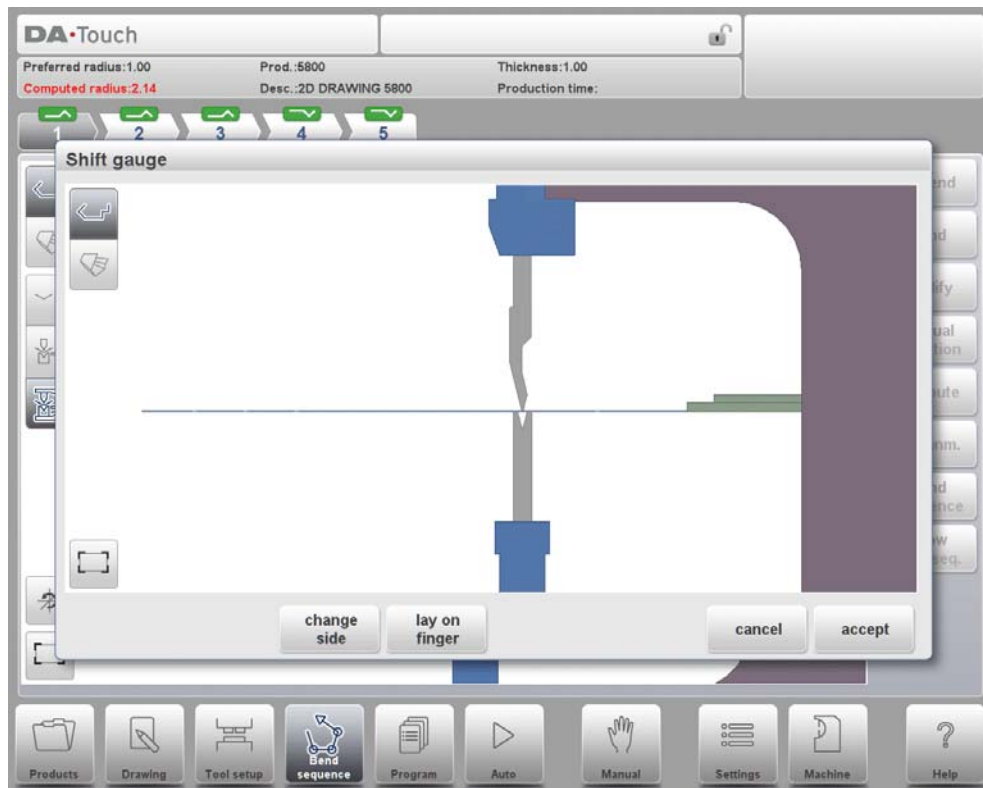 DA•Touch
Preferred radius:1.00 Prod.:5800 Thickness:1.00
Computed radius:2.14 Desc.:2D DRAWING 5800 Production time:
1 2 3 4 5
Shift gauge
change side
lay on finger
cancel
accept
Products
Drawing
Tool setup
Bend sequence
Program
Auto
Manual
Settings
Machine
Help